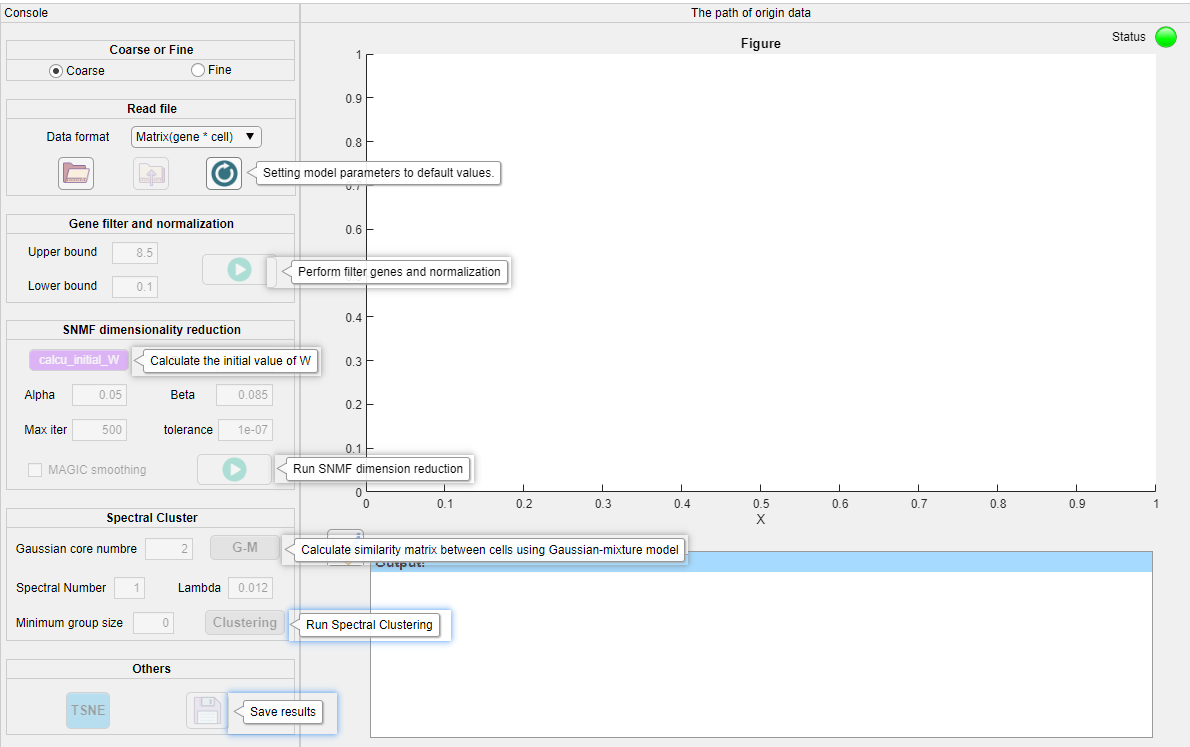 Console
The path of origin data
Coarse or Fine
Coarse
Fine
Read file
Data format
Matrix(gene * cell)
Setting model parameters to default values.
Gene filter and normalization
Upper bound
8.5
Lower bound
0.1
Perform filter genes and normalization
SNMF dimensionality reduction
calcu_initial_W
Calculate the initial value of W
Alpha
0.05
Beta
0.085
Max iter
500
tolerance
1e-07
MAGIC smoothing
Run SNMF dimension reduction
Spectral Cluster
Gaussian core numbre
2
G-M
Calculate similarity matrix between cells using Gaussian-mixture model
Spectral Number
1
Lambda
0.012
Minimum group size
0
Clustering
Run Spectral Clustering
Others
TSNE
Save results
Status
Figure
1
0.9
0.8
0.7
0.6
0.4
0.3
0.2
0.1
0
0
0.1
0.2
0.3
0.4
0.5
0.6
0.7
0.8
0.9
1
X
Output: